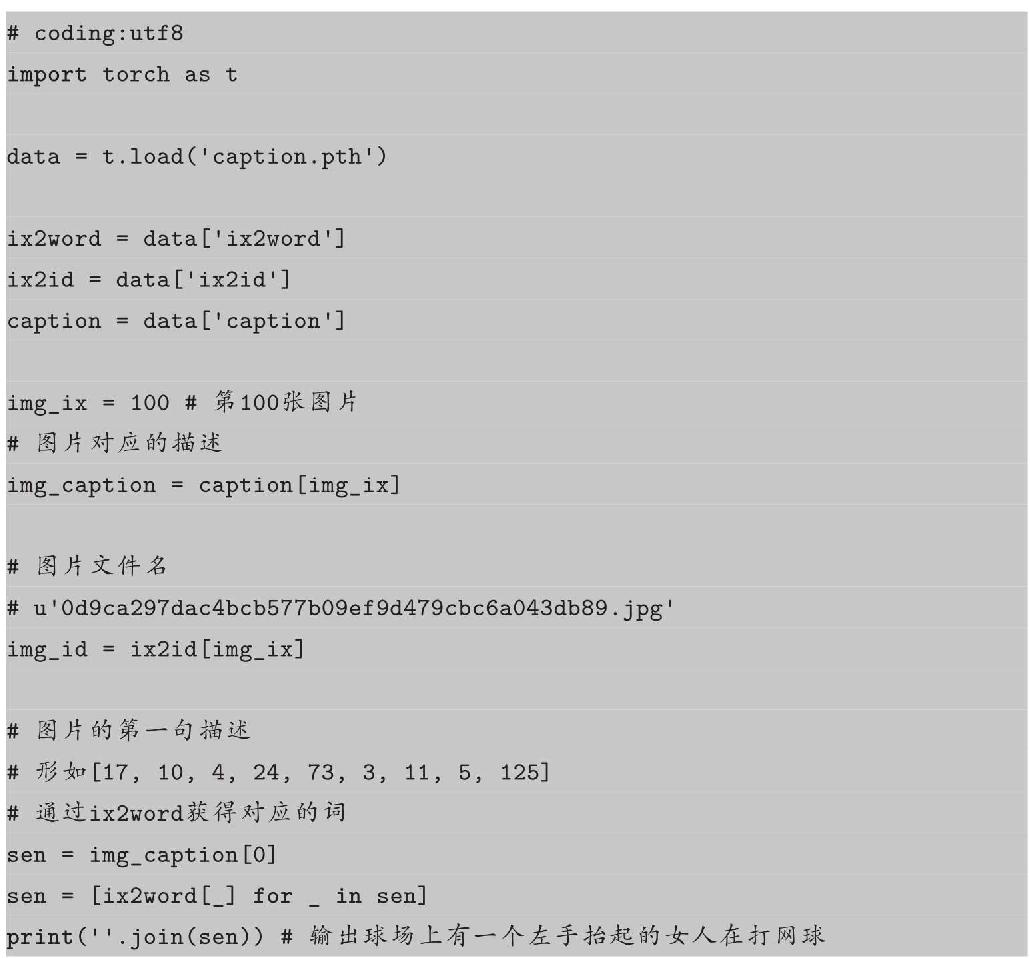 # coding:utf8
import torch as t
data = t.load('caption.pth')
ix2word = data['ix2word']
ix2id = data['ix2id']
caption = data['caption']
img_ix = 100 # 第100张图片
# 图片对应的描述
img_caption = caption[img_ix]
# 图片文件名
# u'0d9ca297dac4bcb577b09ef9d479cbc6a043db89.jpg'
img_id = ix2id[img_ix]
# 图片的第一句描述
# 形如[17, 10, 4, 24, 73, 3, 11, 5, 125]
# 通过ix2word获得对应的词
sen = img_caption[0]
sen = [ix2word[_] for _ in sen]
print(''.join(sen)) # 输出球场上有一个左手抬起的女人在打网球